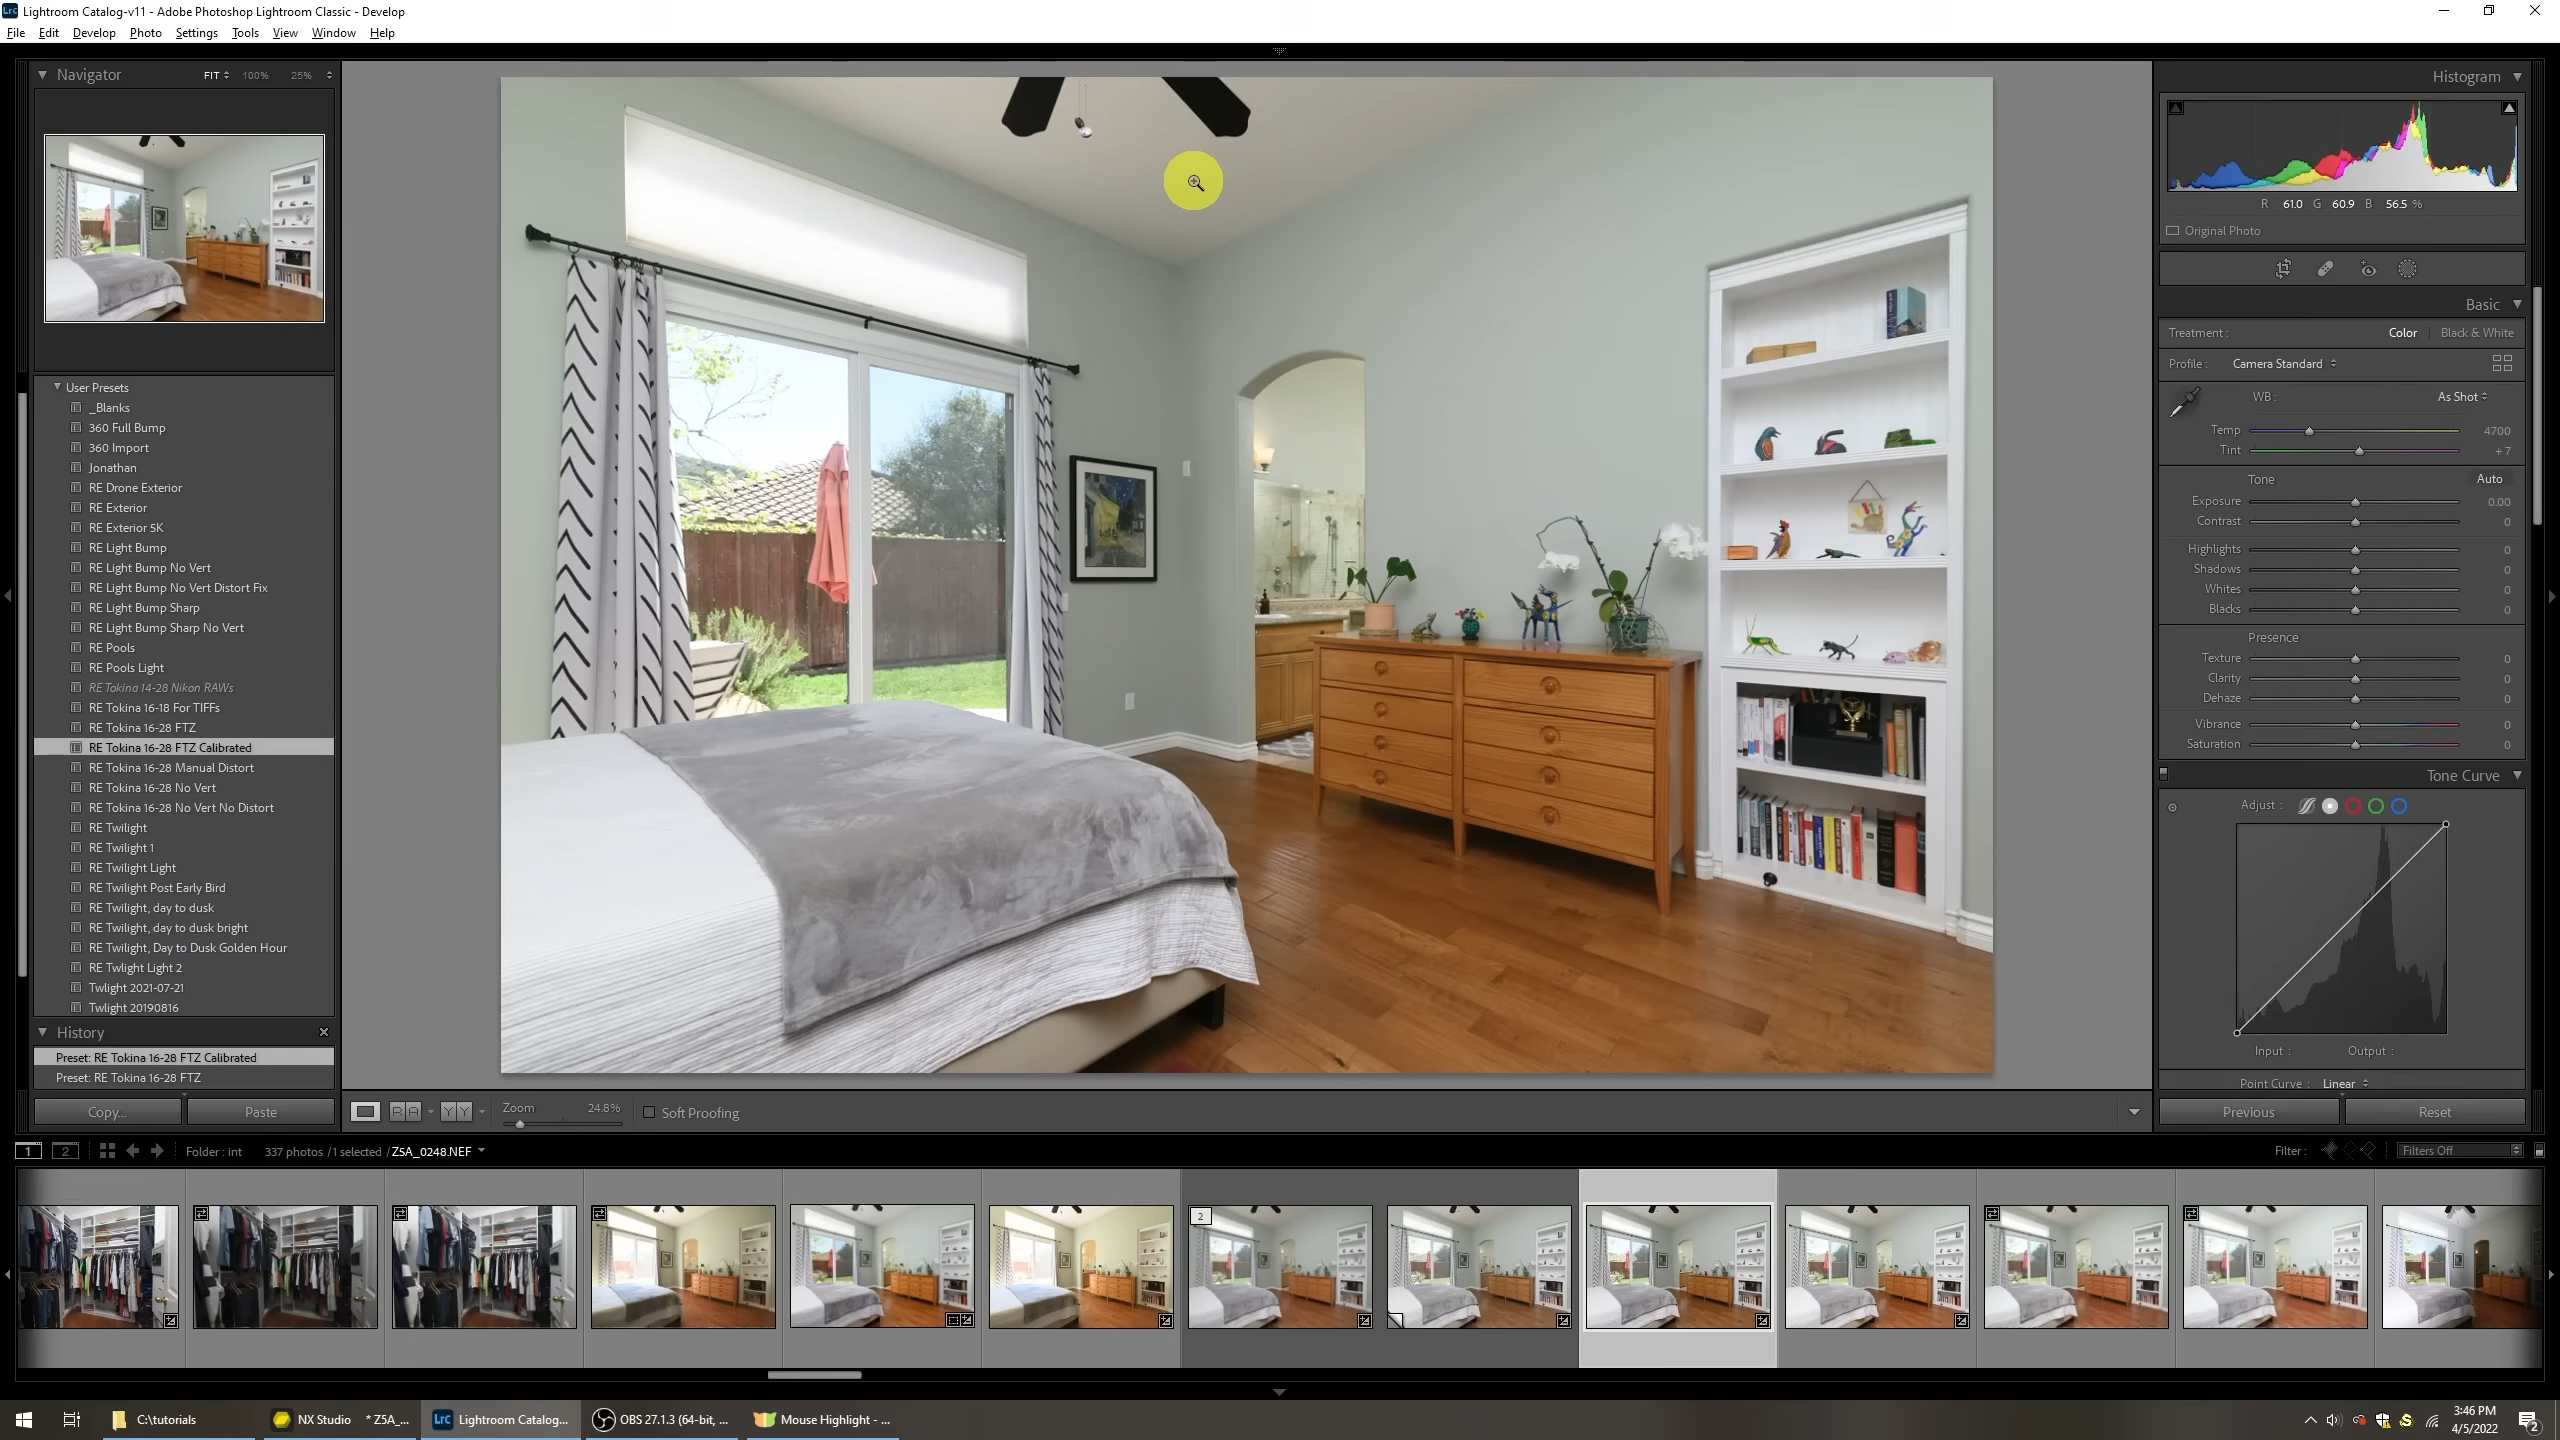 Lrc Lightroom Catalog-v11 - Adobe Photoshop Lightroom Classic - Develop
File Edit Develop Photo Settings Tools View Window Help
Navigator FIT 100% 25%
Histogram
R 61.0 G 60.9 B 56.5 %
Original Photo
Basic
Treatment : Color Black & White
Profile : Camera Standard
WB : As Shot
Temp 4700
Tint + 7
Tone Auto
Exposure 0.00
Contrast 0
Highlights 0
Shadows 0
Whites 0
Blacks 0
Presence
Texture 0
Clarity 0
Dehaze 0
Vibrance 0
Saturation 0
Tone Curve
Adjust :
Input : Output :
Point Curve : Linear
Previous Reset
User Presets
_Blanks
360 Full Bump
360 Import
Jonathan
RE Drone Exterior
RE Exterior
RE Exterior 5K
RE Light Bump
RE Light Bump No Vert
RE Light Bump No Vert Distort Fix
RE Light Bump Sharp
RE Light Bump Sharp No Vert
RE Pools
RE Pools Light
RE Tokina 14-28 Nikon RAWs
RE Tokina 16-18 For TIFFs
RE Tokina 16-28 FTZ
RE Tokina 16-28 FTZ Calibrated
RE Tokina 16-28 Manual Distort
RE Tokina 16-28 No Vert
RE Tokina 16-28 No Vert No Distort
RE Twilight
RE Twilight 1
RE Twilight Light
RE Twilight Post Early Bird
RE Twilight, day to dusk
RE Twilight, day to dusk bright
RE Twilight, Day to Dusk Golden Hour
RE Twlight Light 2
Twlight 2021-07-21
Twlight 20190816
History
Preset: RE Tokina 16-28 FTZ Calibrated
Preset: RE Tokina 16-28 FTZ
Copy... Paste
R A Y Y Zoom 24.8% Soft Proofing
1 2 Folder : int 337 photos / 1 selected / Z5A_0248.NEF Filter : Filters Off
2
C:\tutorials NX Studio * Z5A_... Lrc Lightroom Catalog... OBS 27.1.3 (64-bit, ... Mouse Highlight - ...
3:46 PM
4/5/2022
2